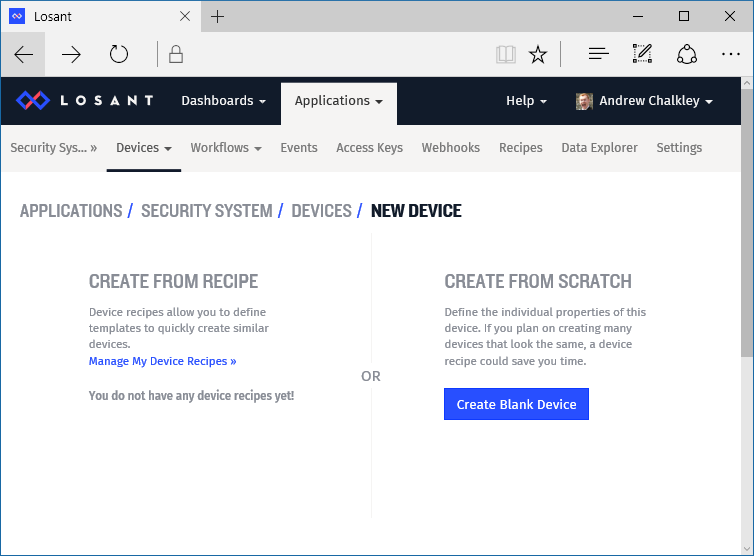 Losant
LOSANT Dashboards Applications Help Andrew Chalkley
Security Sys... » Devices Workflows Events Access Keys Webhooks Recipes Data Explorer Settings
APPLICATIONS / SECURITY SYSTEM / DEVICES / NEW DEVICE
CREATE FROM RECIPE
Device recipes allow you to define
templates to quickly create similar
devices.
Manage My Device Recipes »
You do not have any device recipes yet!
OR
CREATE FROM SCRATCH
Define the individual properties of this
device. If you plan on creating many
devices that look the same, a device
recipe could save you time.
Create Blank Device